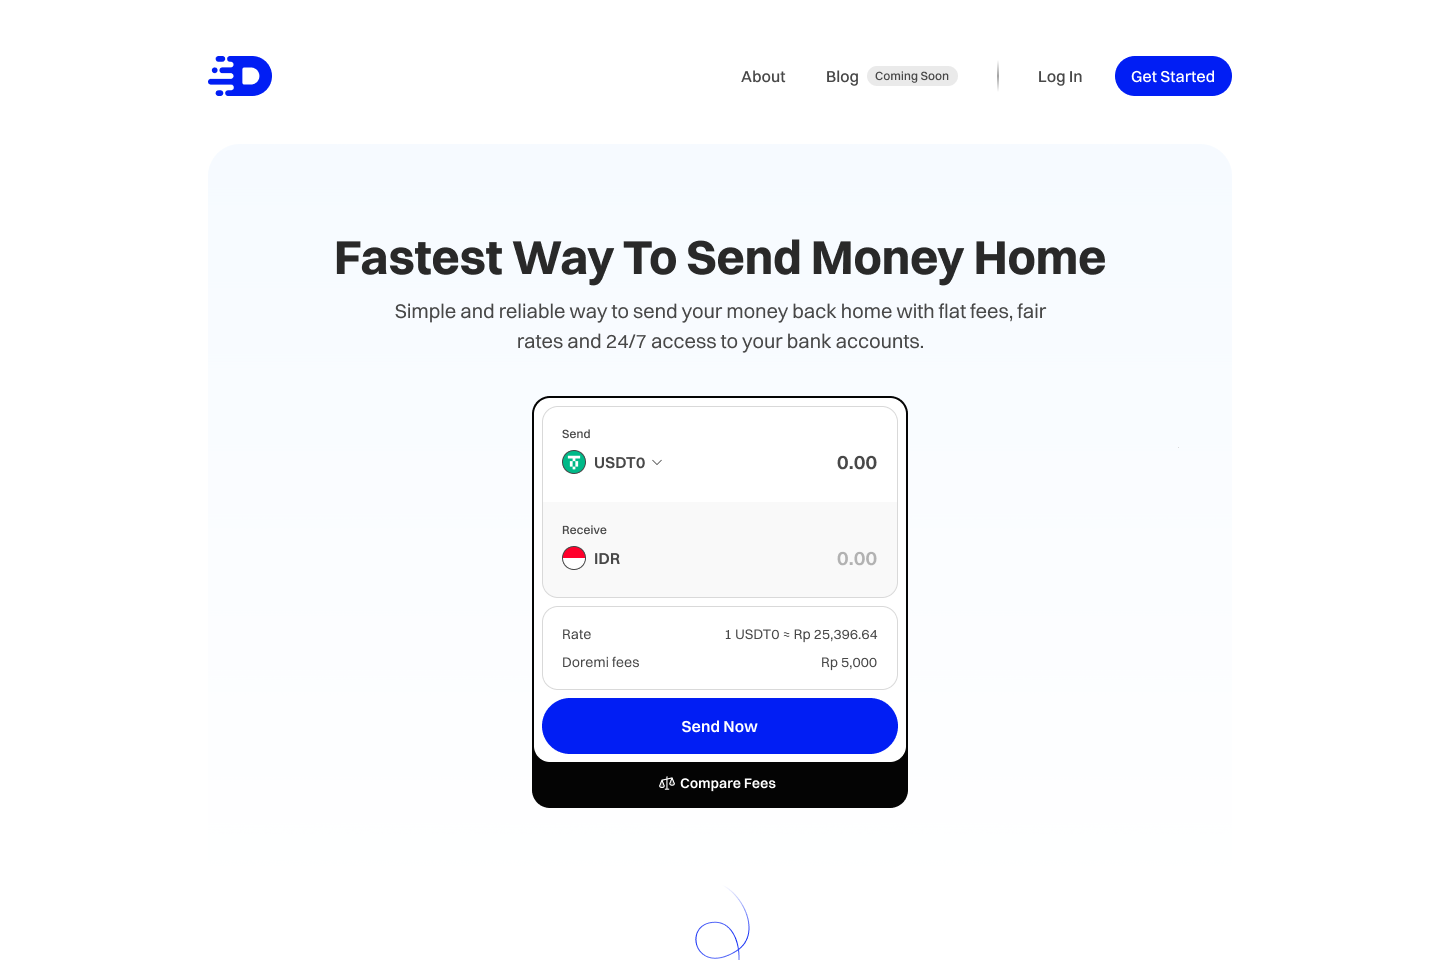 About
Blog
Coming Soon
Log In
Get Started
Fastest Way To Send Money Home
Simple and reliable way to send your money back home with flat fees, fair
rates and 24/7 access to your bank accounts.
Send
USDT0
0.00
Receive
IDR
0.00
Rate
1 USDT0 ≈ Rp 25,396.64
Doremi fees
Rp 5,000
Send Now
Compare Fees